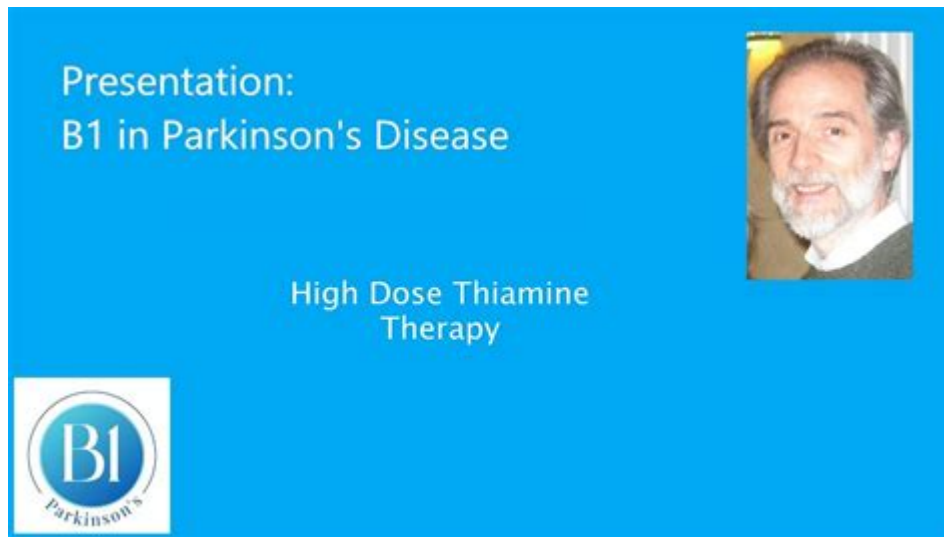 Presentation:
B1 in Parkinson's Disease
High Dose Thiamine
Therapy
B1
Parkinson's